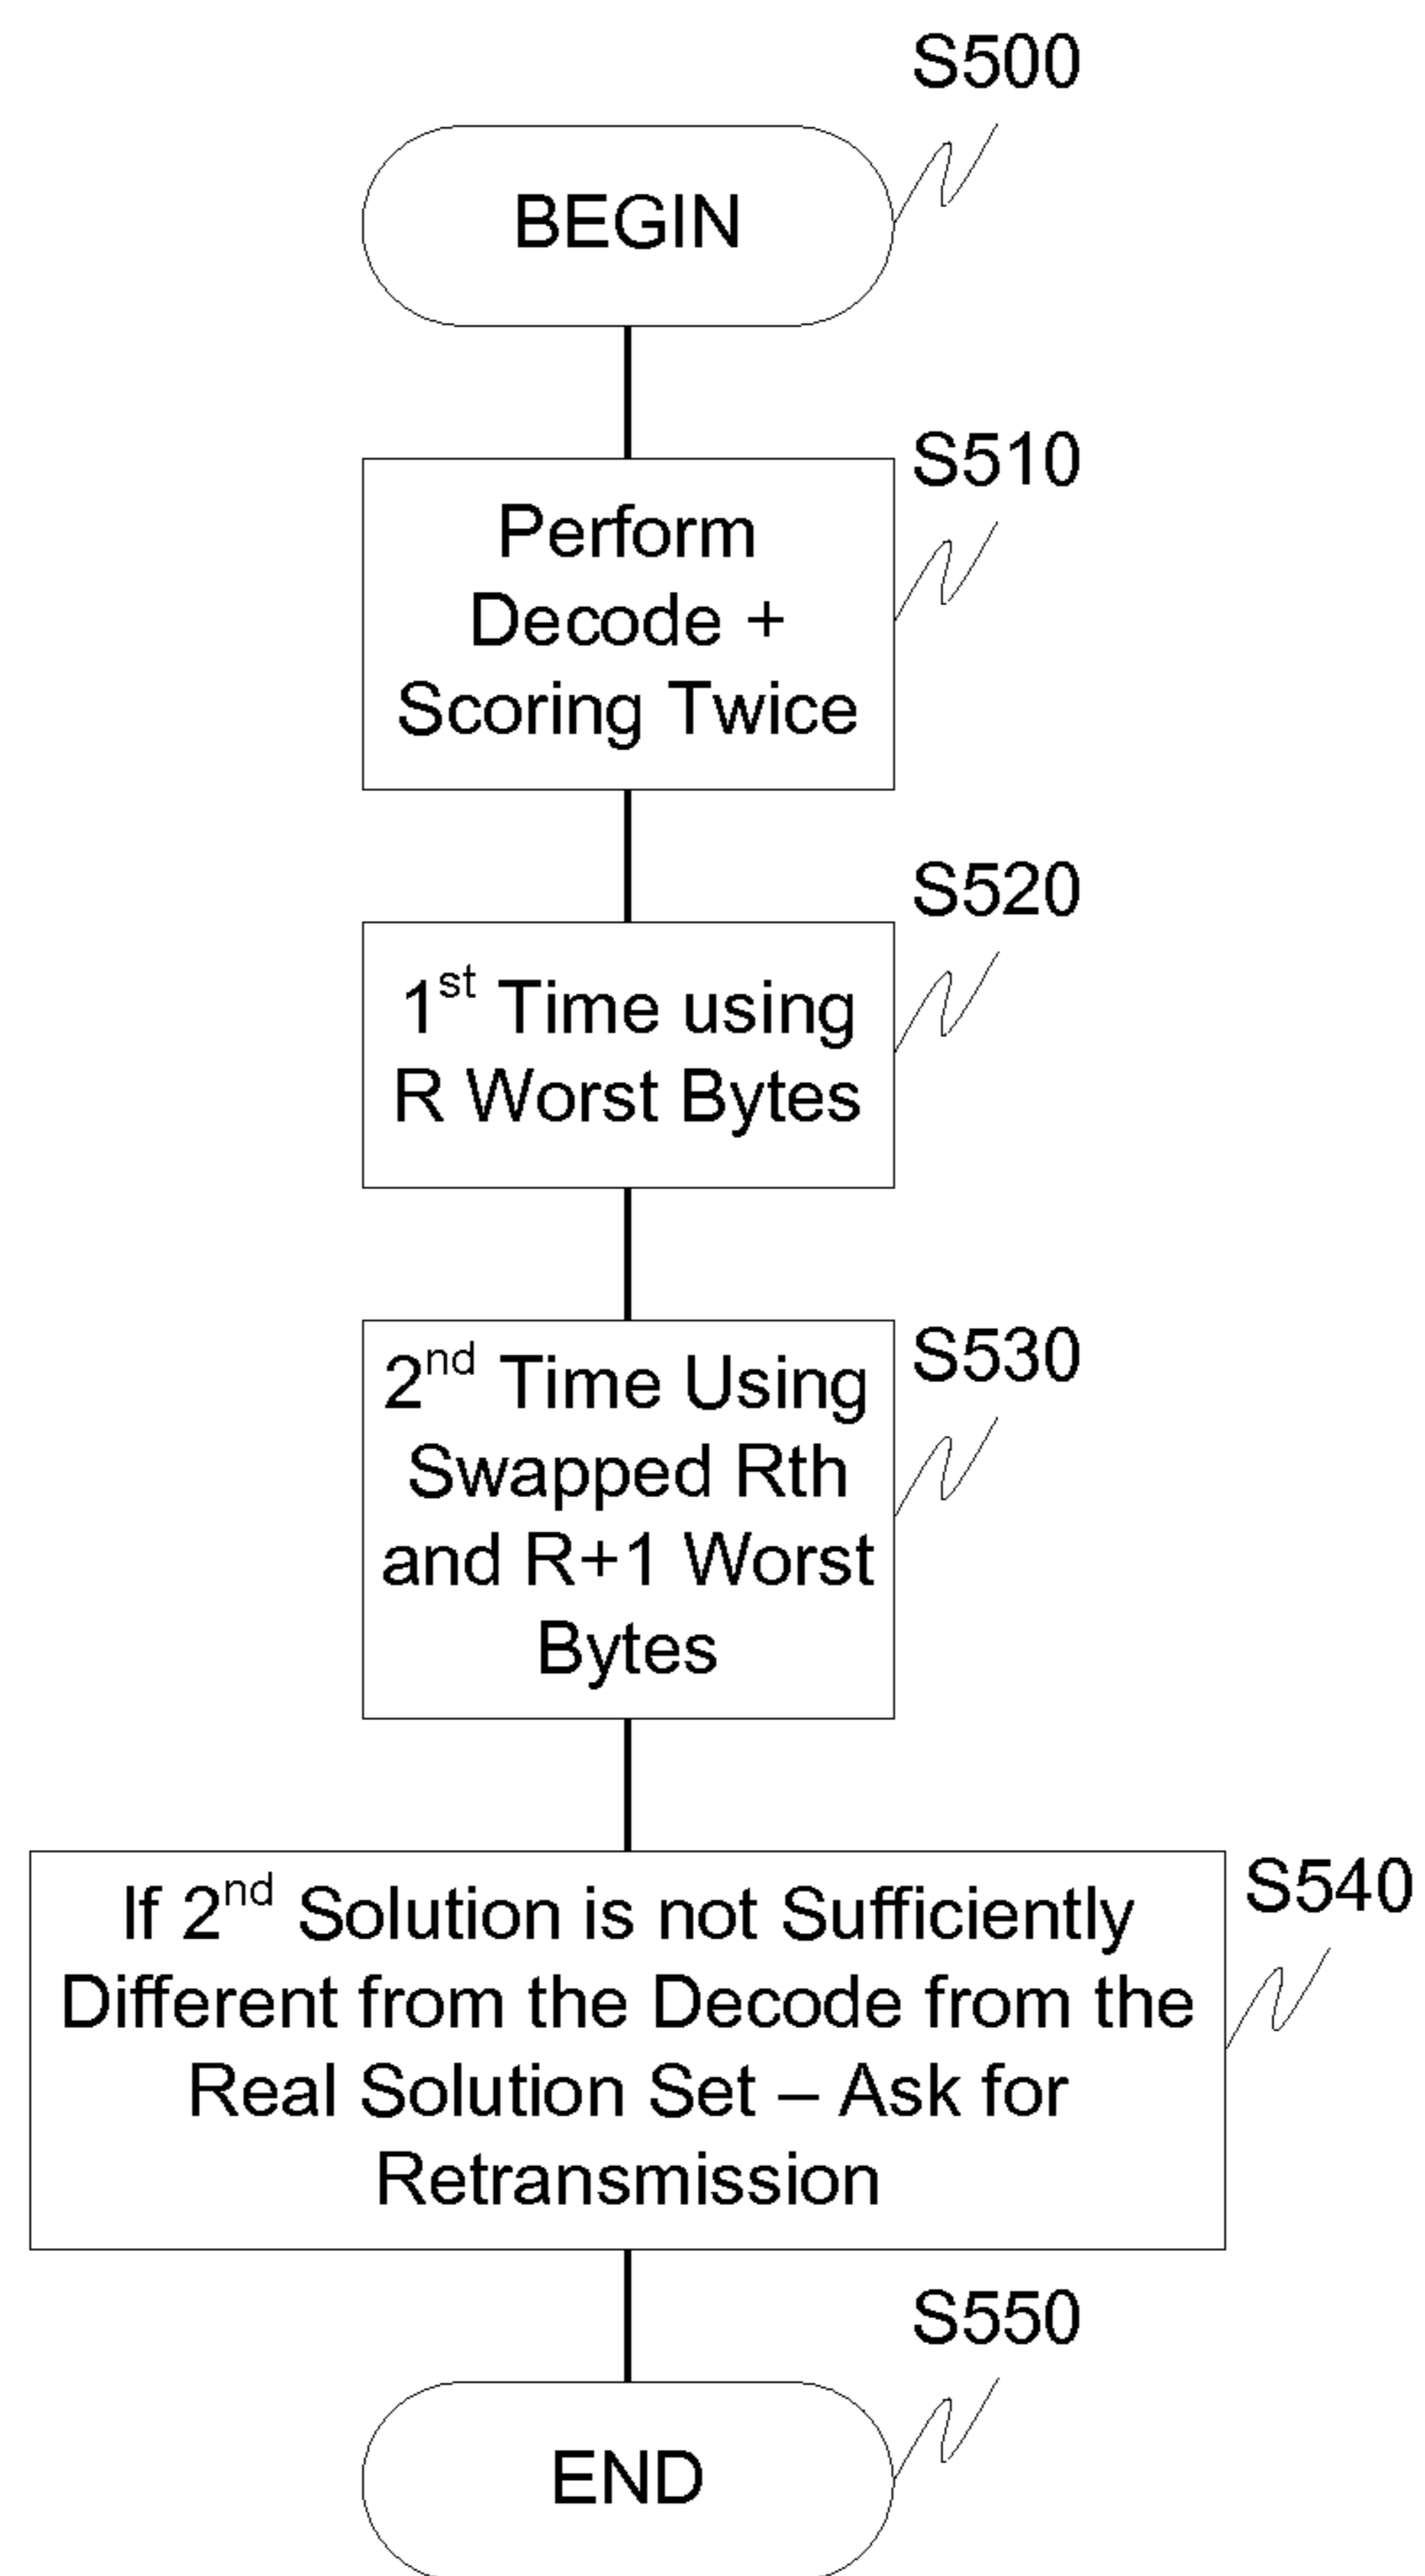 S500
BEGIN
S510
Perform
Decode +
Scoring Twice
S520
1st Time using
R Worst Bytes
S530
2nd Time Using
Swapped Rth
and R+1 Worst
Bytes
S540
If 2nd Solution is not Sufficiently
Different from the Decode from the
Real Solution Set – Ask for
Retransmission
S550
END